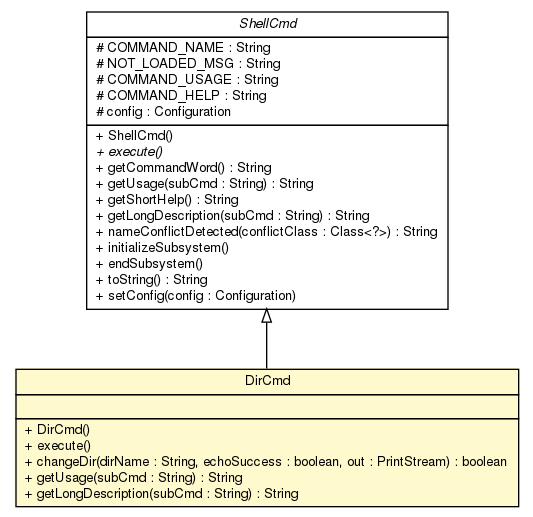 ShellCmd
# COMMAND_NAME : String
# NOT_LOADED_MSG : String
# COMMAND_USAGE : String
# COMMAND_HELP : String
# config : Configuration
+ ShellCmd()
+ execute()
+ getCommandWord() : String
+ getUsage(subCmd : String) : String
+ getShortHelp() : String
+ getLongDescription(subCmd : String) : String
+ nameConflictDetected(conflictClass : Class<?>) : String
+ initializeSubsystem()
+ endSubsystem()
+ toString() : String
+ setConfig(config : Configuration)
DirCmd
+ DirCmd()
+ execute()
+ changeDir(dirName : String, echoSuccess : boolean, out : PrintStream) : boolean
+ getUsage(subCmd : String) : String
+ getLongDescription(subCmd : String) : String